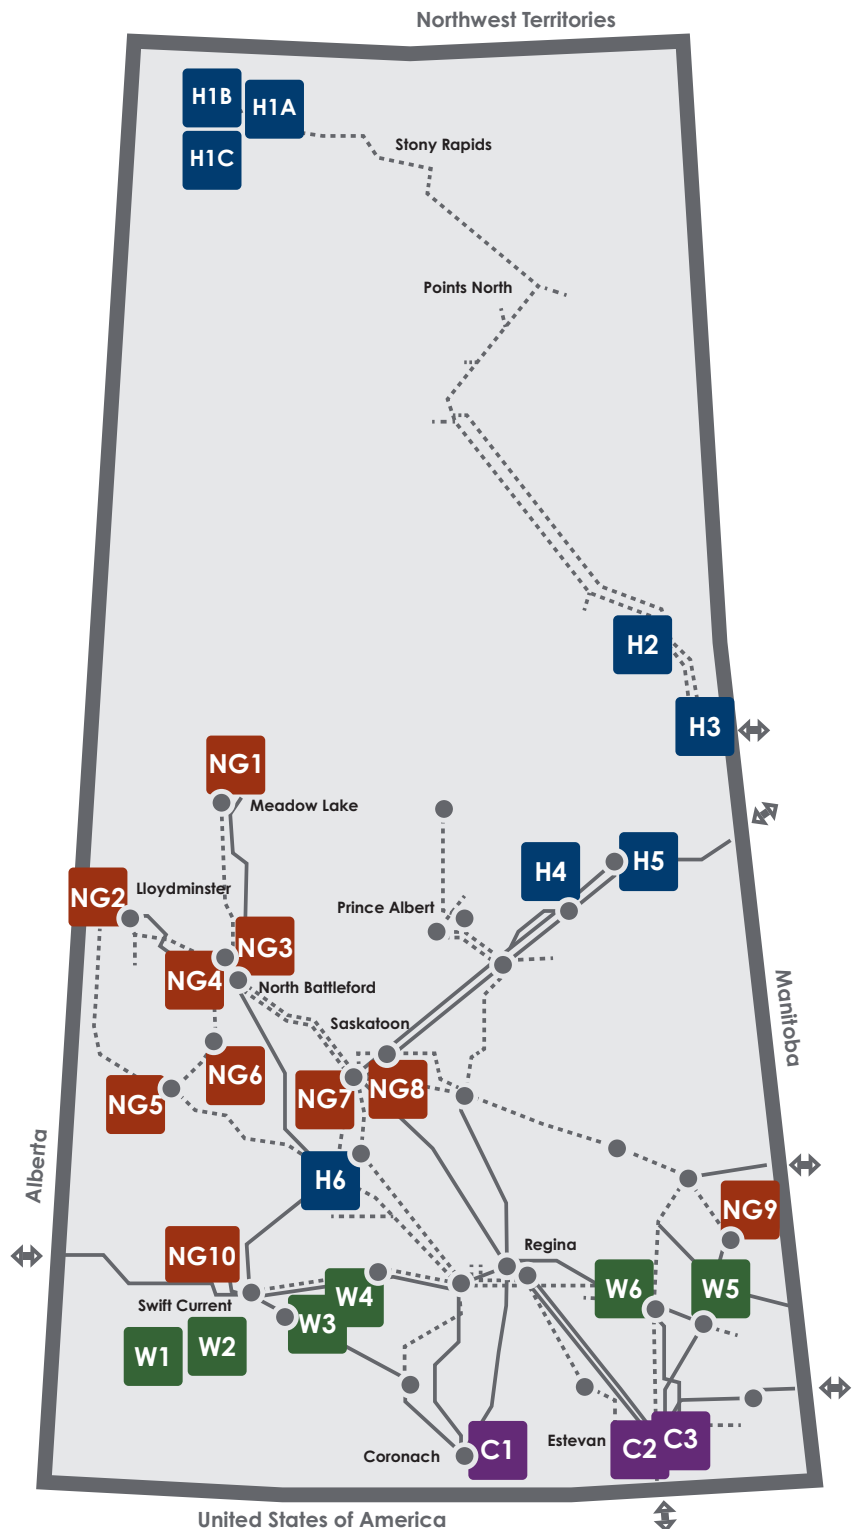 Northwest Territories
H1B
H1A
H1C
Stony Rapids
Points North
H2
H3
NG1
Meadow Lake
H4
H5
NG2
Lloydminster
Prince Albert
NG3
NG4
North Battleford
Saskatoon
Manitoba
NG6
NG5
NG7
NG8
Alberta
H6
NG9
NG10
Regina
W6
W5
Swift Current
W4
W3
W1
W2
Coronach
C1
Estevan
C2
C3
United States of America